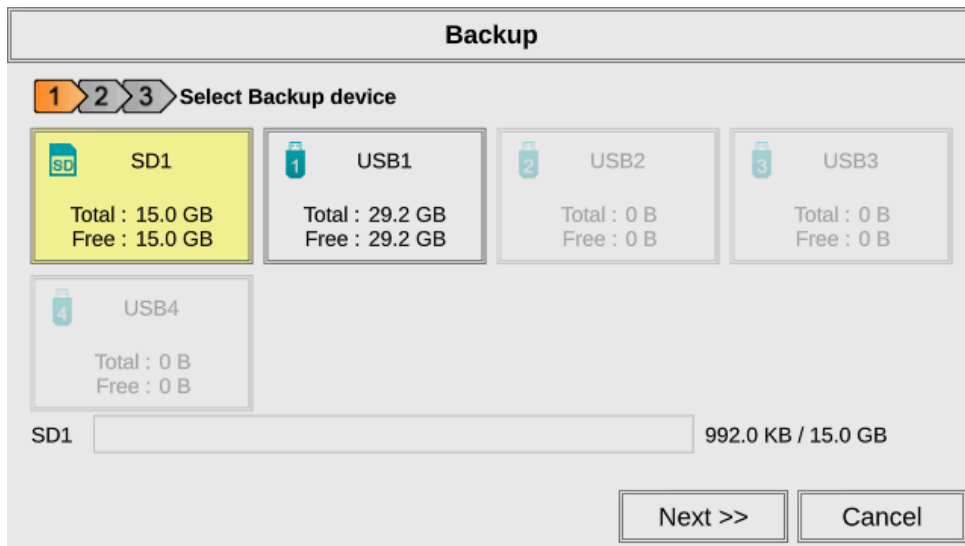 Backup
1 2 3 Select Backup device
SD SD1
Total : 15.0 GB
Free : 15.0 GB
1 USB1
Total : 29.2 GB
Free : 29.2 GB
2 USB2
Total : 0 B
Free : 0 B
3 USB3
Total : 0 B
Free : 0 B
4 USB4
Total : 0 B
Free : 0 B
SD1 992.0 KB / 15.0 GB
Next >> Cancel